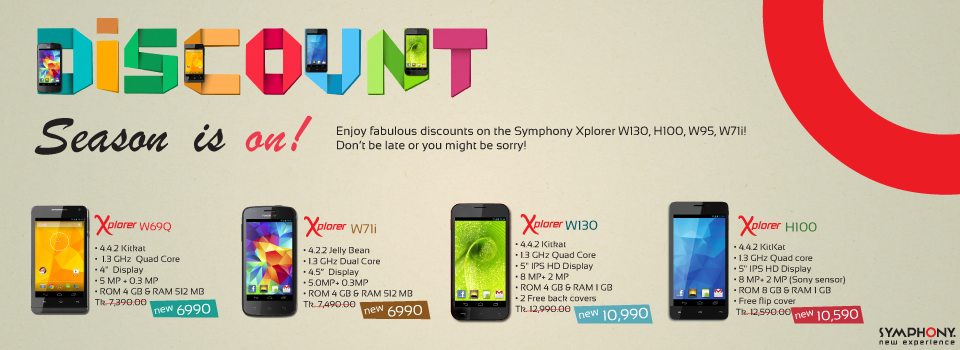 DiSCOUNT
Season is on!
Enjoy fabulous discounts on the Symphony Xplorer W130, H100, W95, W71i!
Don't be late or you might be sorry!
Xplorer W69Q
• 4.4.2 Kitkat
• 1.3 GHz Quad Core
• 4" Display
• 5 MP + 0.3 MP
• ROM 4 GB & RAM 512 MB
Tk. 7,390.00
new 6990
Xplorer W71i
• 4.2.2 Jelly Bean
• 1.3 GHz Dual Core
• 4.5" Display
• 5.0MP+ 0.3MP
• ROM 4 GB & RAM 512 MB
Tk. 7,490.00
new 6990
Xplorer W130
• 4.4.2 Kitkat
• 1.3 GHz Quad Core
• 5" IPS HD Display
• 8 MP+ 2 MP
• ROM 4 GB & RAM 1 GB
• 2 Free back covers
Tk. 12,990.00
new 10,990
Xplorer H100
• 4.4.2 KitKat
• 1.3 GHz Quad core
• 5" IPS HD Display
• 8 MP+ 2 MP (Sony sensor)
• ROM 8 GB & RAM 1 GB
• Free flip cover
Tk. 12,590.00
new 10,590
SYMPHONY
new experience